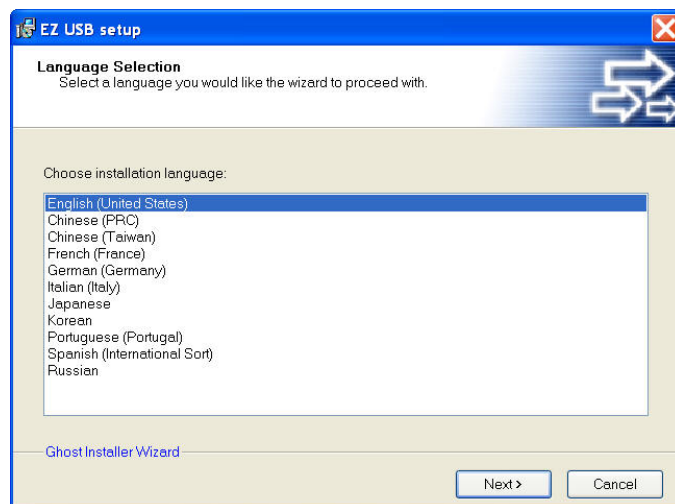 EZ USB setup
Language Selection
Select a language you would like the wizard to proceed with.
Choose installation language:
English (United States)
Chinese (PRC)
Chinese (Taiwan)
French (France)
German (Germany)
Italian (Italy)
Japanese
Korean
Portuguese (Portugal)
Spanish (International Sort)
Russian
Ghost Installer Wizard
Next >
Cancel